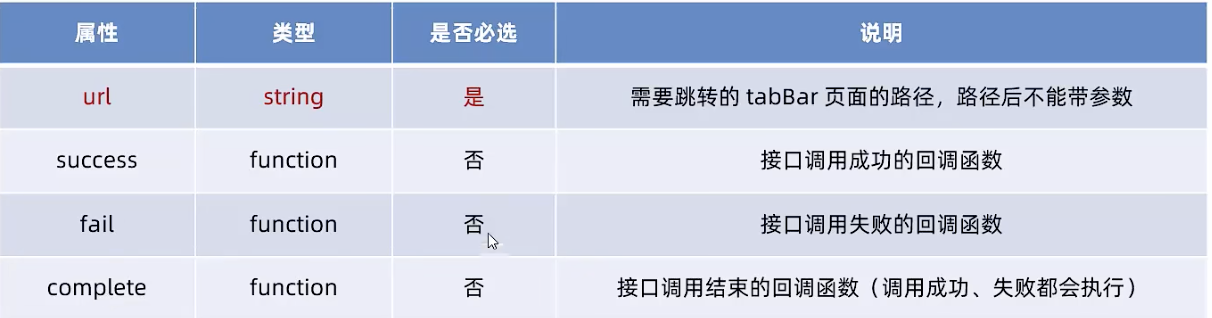 属性 类型 是否必选 说明
url string 是 需要跳转的 tabBar 页面的路径，路径后不能带参数
success function 否 接口调用成功的回调函数
fail function 否 接口调用失败的回调函数
complete function 否 接口调用结束的回调函数（调用成功、失败都会执行）